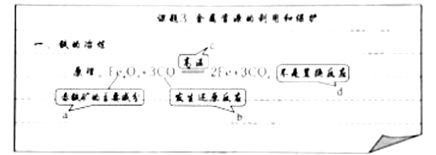 课题3 金属资源的利用和保护
一、铁的冶炼
c
高温
原理：Fe₂O₃+3CO══2Fe+3CO₂ 不是置换反应
d
赤铁矿的主要成分 发生还原反应
a b